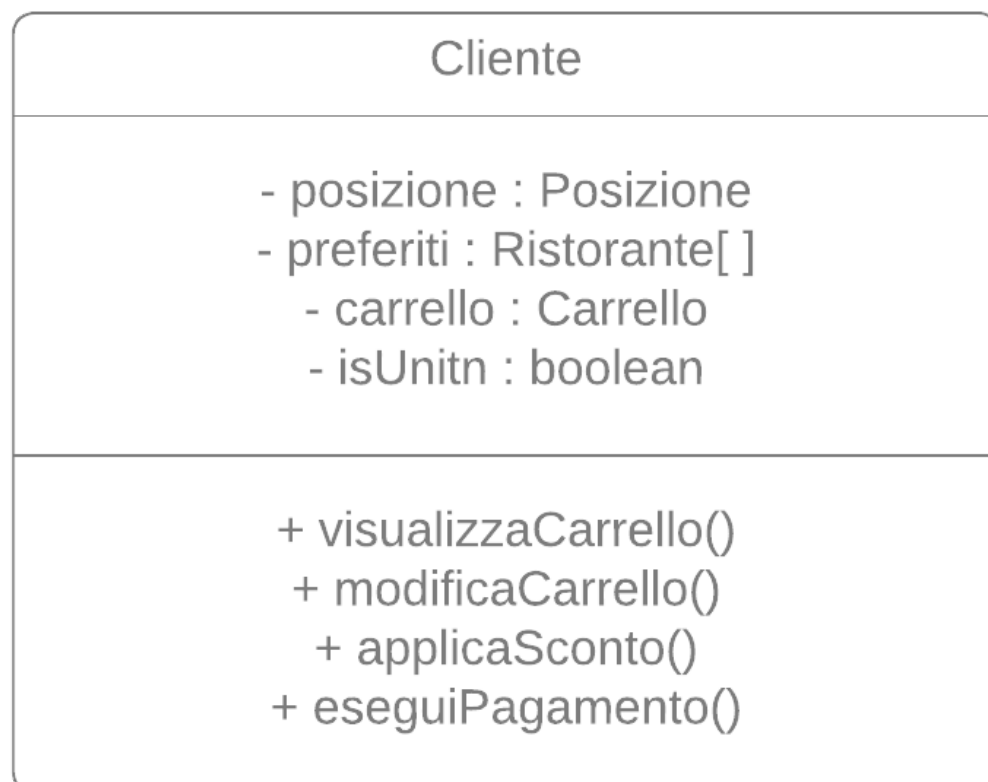 Cliente
- posizione : Posizione
- preferiti : Ristorante[ ]
- carrello : Carrello
- isUnitn : boolean
+ visualizzaCarrello()
+ modificaCarrello()
+ applicaSconto()
+ eseguiPagamento()